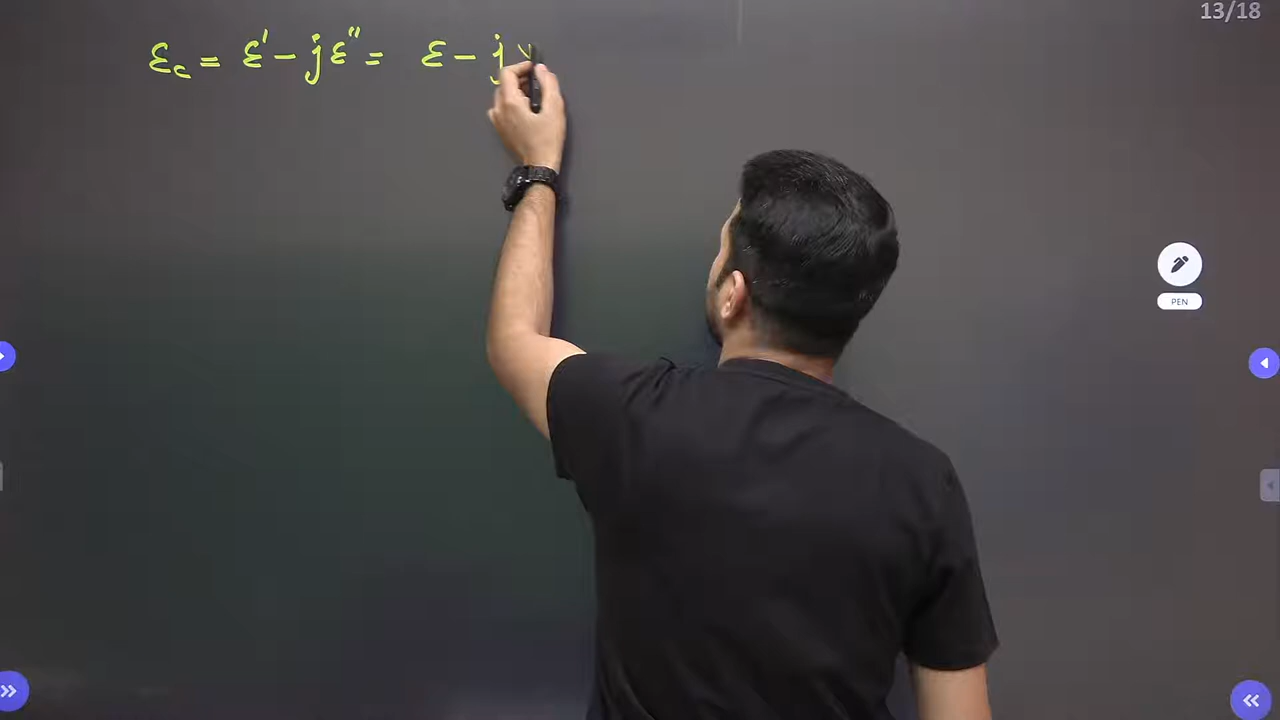 13/18
εc = ε' - jε" = ε - j
PEN